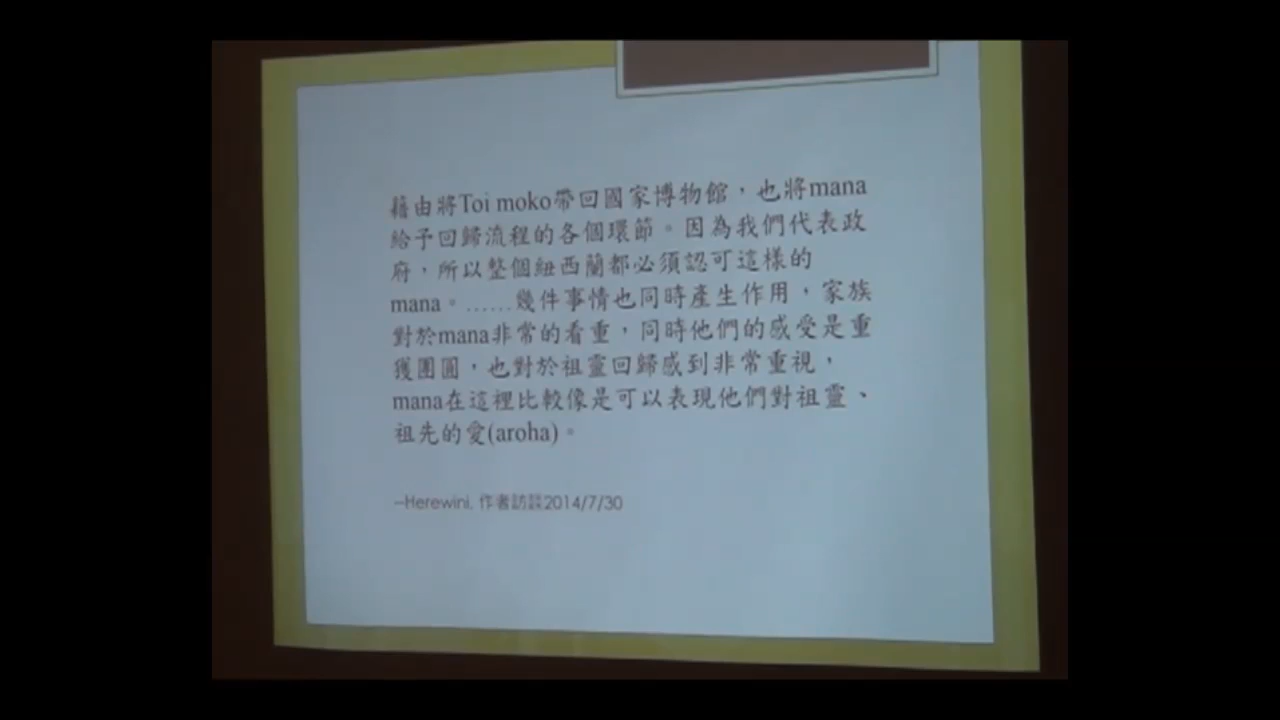 藉由將Toi moko帶回國家博物館，也將mana
給予回歸流程的各個環節。因為我們代表政
府，所以整個紐西蘭都必須認可這樣的
mana。……幾件事情也同時產生作用，家族
對於mana非常的看重，同時他們的感受是重
獲團圓，也對於祖靈回歸感到非常重視，
mana在這裡比較像是可以表現他們對祖靈、
祖先的愛(aroha)。
--Herewini, 作者訪談2014/7/30